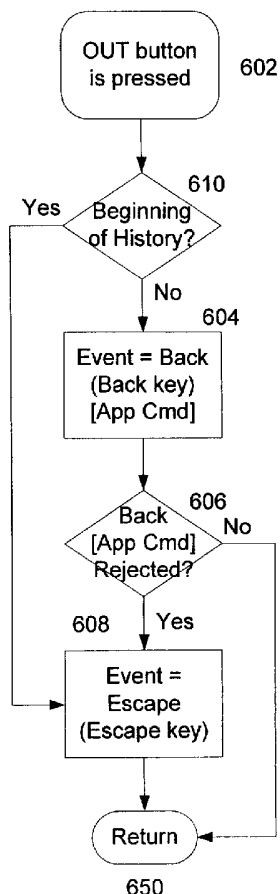 OUT button
is pressed
602
610
Yes
Beginning
of History?
No
604
Event = Back
(Back key)
[App Cmd]
606
Back
[App Cmd]
Rejected?
No
608
Yes
Event =
Escape
(Escape key)
Return
650